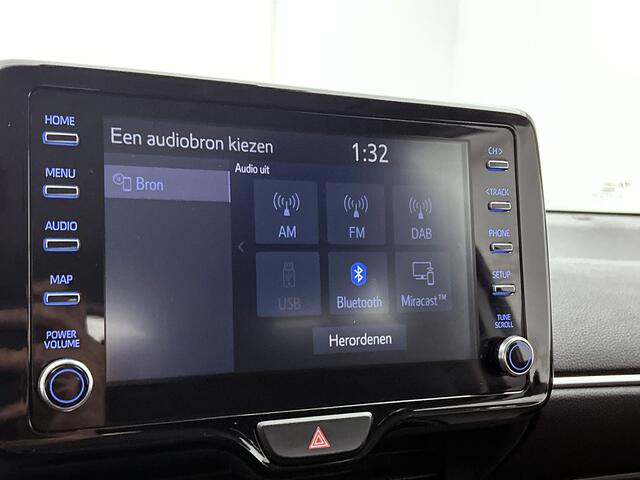 HOME
MENU
AUDIO
MAP
POWER
VOLUME
Een audiobron kiezen
1:32
Bron
Audio uit
AM
FM
DAB
USB
Bluetooth
Miracast™
Herordenen
CH>
<TRACK
PHONE
SETUP
TUNE
SCROLL